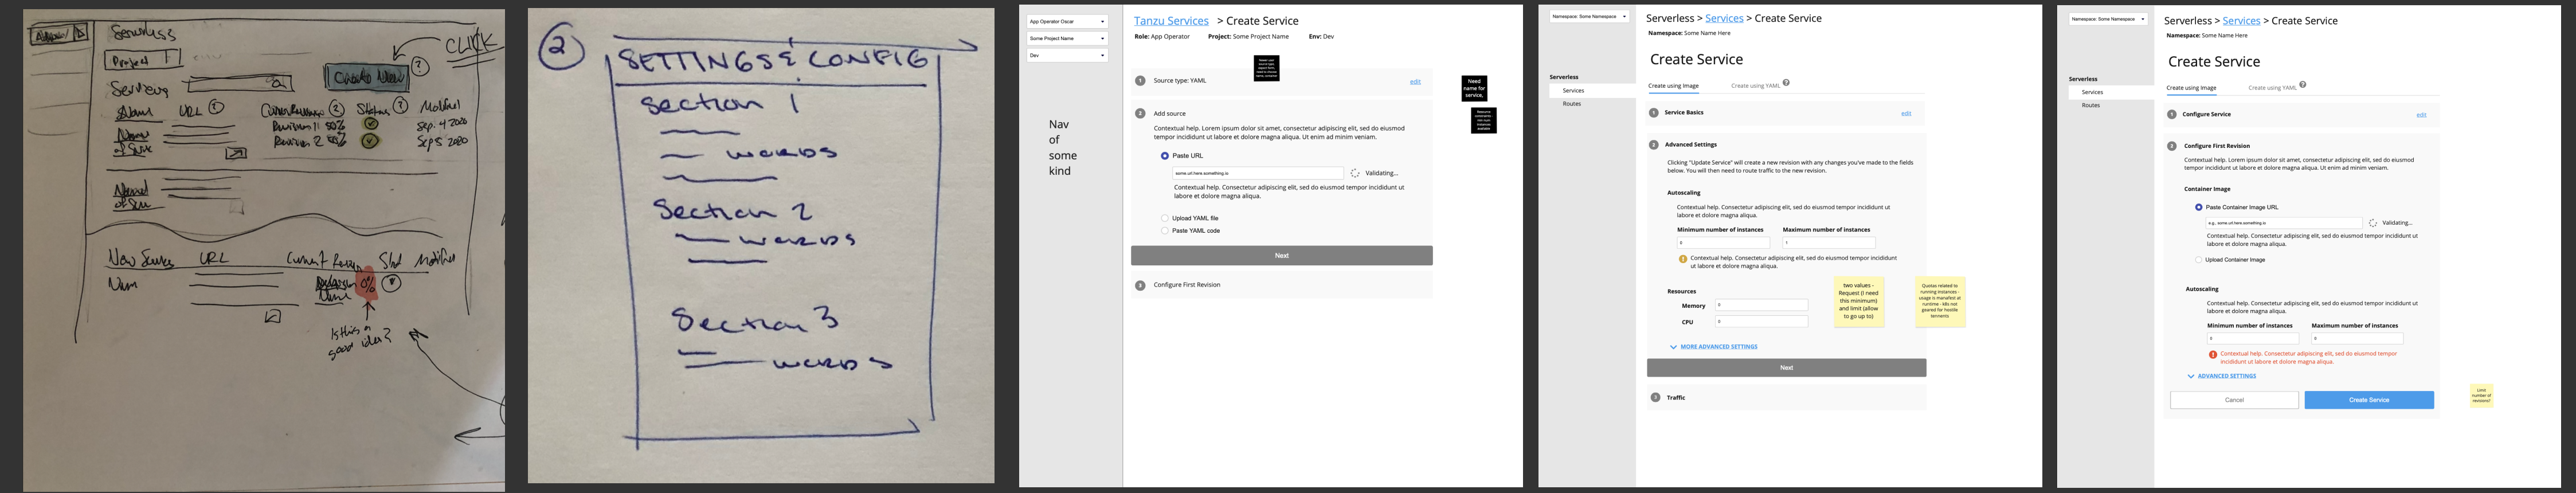 Serverless
Project
CLICK
Create New
?
Services
Name
URL ?
Current Revision ?
Status ?
Modified
Name of Serv
Revision 1 50%
Sep. 4 2020
Revision 2 50%
Sep 5 2020
Name of Serv
New Services
URL
Stat
Modified
Num
0%
Is this a good idea?
2
SETTINGS & CONFIG
Section 1
words
Section 2
words
Section 3
words
App Operator Oscar
Some Project Name
Dev
Nav
of
some
kind
Tanzu Services > Create Service
Role: App Operator Project: Some Project Name Env: Dev
1 Source type: YAML edit
Need
name for
service,
2 Add source
Contextual help. Lorem ipsum dolor sit amet, consectetur adipiscing elit, sed do eiusmod
tempor incididunt ut labore et dolore magna aliqua. Ut enim ad minim veniam.
Paste URL
some.url.here.something.io
Validating...
Contextual help. Consectetur adipiscing elit, sed do eiusmod tempor incididunt ut
labore et dolore magna aliqua.
Upload YAML file
Paste YAML code
Next
3 Configure First Revision
Namespace: Some Namespace
Serverless
Services
Routes
Serverless > Services > Create Service
Namespace: Some Name Here
Create Service
Create using Image Create using YAML ?
1 Service Basics edit
2 Advanced Settings
Clicking "Update Service" will create a new revision with any changes you've made to the fields
below. You will then need to route traffic to the new revision.
Autoscaling
Contextual help. Consectetur adipiscing elit, sed do eiusmod tempor incididunt ut
labore et dolore magna aliqua.
Minimum number of instances Maximum number of instances
0 1
! Contextual help. Consectetur adipiscing elit, sed do eiusmod tempor incididunt
ut labore et dolore magna aliqua.
Resources
Memory 0
CPU 0
two values -
Request (I need
this minimum)
and limit (allow
to go up to)
Quotas related to
running instances -
usage is manifest at
runtime - k8s not
geared for hostile
tennents
MORE ADVANCED SETTINGS
Next
3 Traffic
Namespace: Some Namespace
Serverless
Services
Routes
Serverless > Services > Create Service
Namespace: Some Name Here
Create Service
Create using Image Create using YAML ?
1 Configure Service edit
2 Configure First Revision
Contextual help. Lorem ipsum dolor sit amet, consectetur adipiscing elit, sed do eiusmod
tempor incididunt ut labore et dolore magna aliqua. Ut enim ad minim veniam.
Container Image
Paste Container Image URL
e.g., some.url.here.something.io
Validating...
Contextual help. Consectetur adipiscing elit, sed do eiusmod tempor incididunt ut
labore et dolore magna aliqua.
Upload Container Image
Autoscaling
Contextual help. Consectetur adipiscing elit, sed do eiusmod tempor incididunt ut
labore et dolore magna aliqua.
Minimum number of instances Maximum number of instances
0 0
! Contextual help. Consectetur adipiscing elit, sed do eiusmod tempor
incididunt ut labore et dolore magna aliqua.
ADVANCED SETTINGS
Cancel Create Service
Limit
number of
revisions?